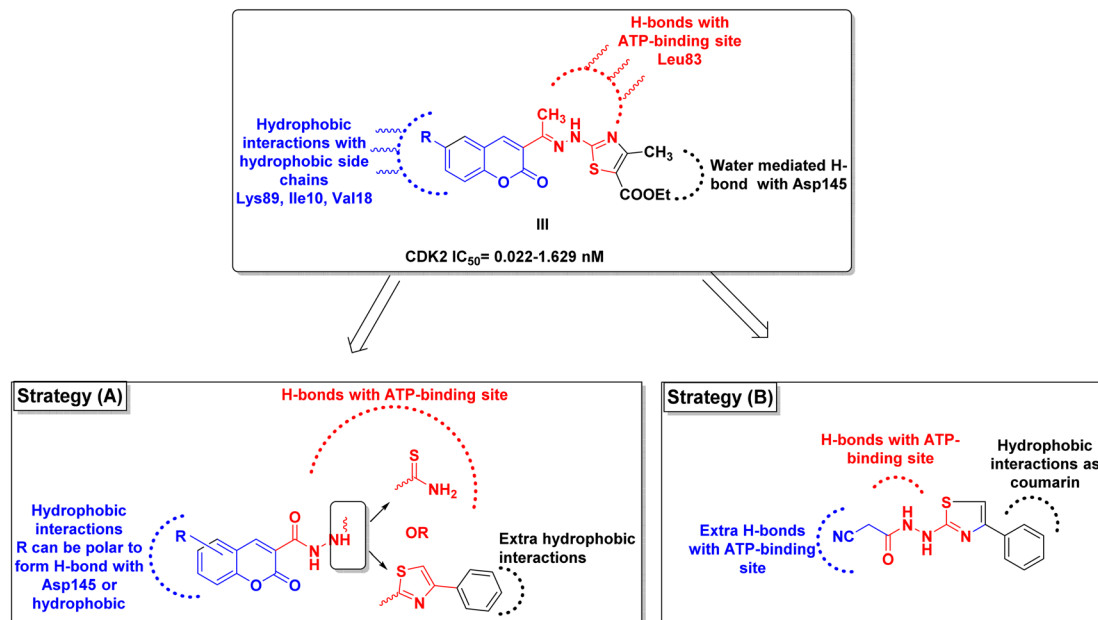 H-bonds with
ATP-binding site
Leu83
Hydrophobic
interactions with
hydrophobic side
chains
Lys89, Ile10, Val18
R
CH₃
H
N
N
N
CH₃
S
O
O
COOEt
Water mediated H-
bond with Asp145
III
CDK2 IC₅₀= 0.022-1.629 nM
Strategy (A)
H-bonds with ATP-binding site
S
NH₂
Hydrophobic
interactions
R can be polar to
form H-bond with
Asp145 or
hydrophobic
R
O
N
H
NH
O
O
OR
S
N
Extra hydrophobic
interactions
Strategy (B)
H-bonds with ATP-
binding site
Hydrophobic
interactions as
coumarin
Extra H-bonds
with ATP-binding
site
NC
O
H
N
N
H
S
N